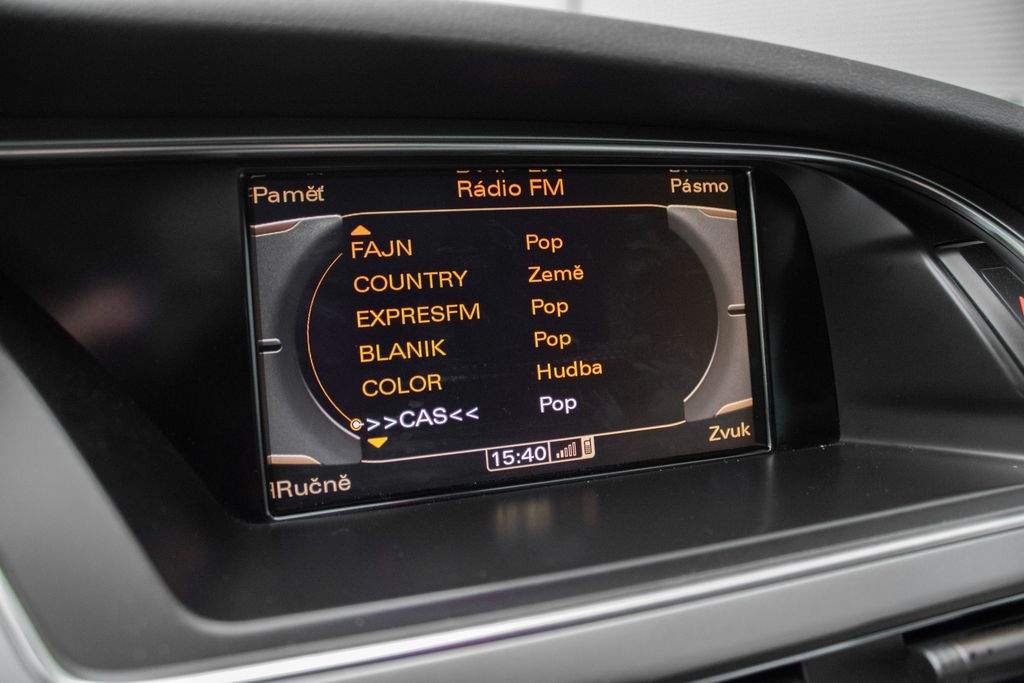 Paměť
Rádio FM
Pásmo
FAJN Pop
COUNTRY Země
EXPRESFM Pop
BLANIK Pop
COLOR Hudba
>>CAS<< Pop
15:40
Zvuk
Ručně